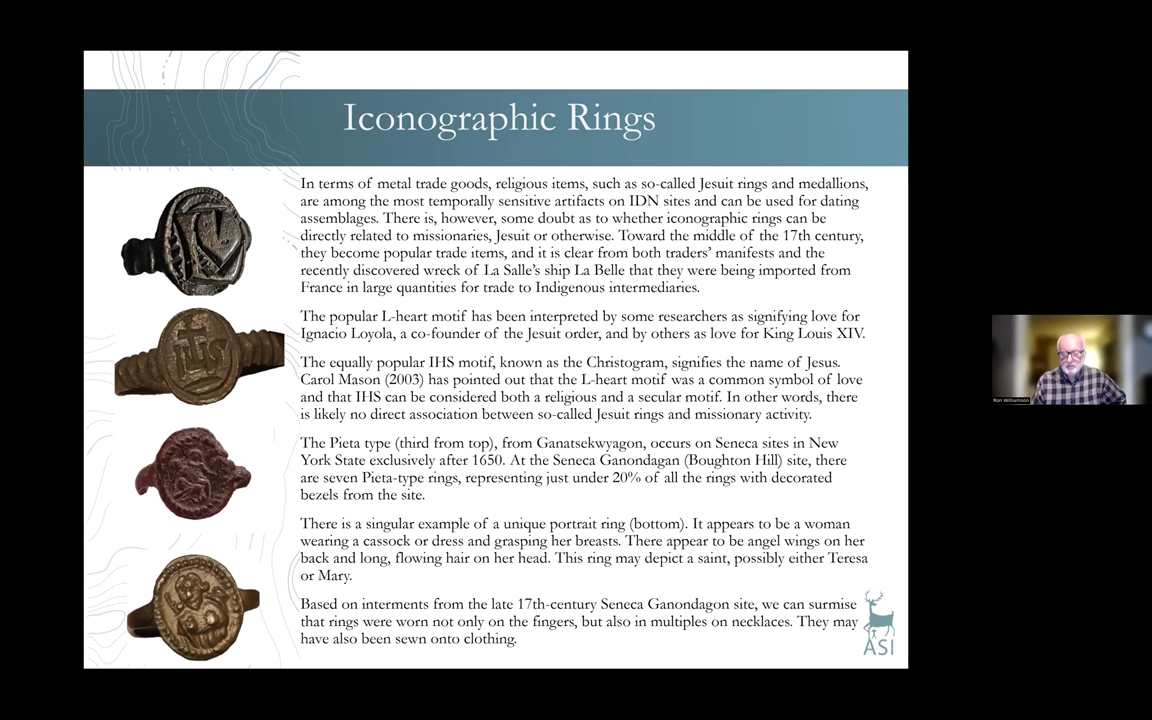 Iconographic Rings
In terms of metal trade goods, religious items, such as so-called Jesuit rings and medallions,
are among the most temporally sensitive artifacts on IDN sites and can be used for dating
assemblages. There is, however, some doubt as to whether iconographic rings can be
directly related to missionaries, Jesuit or otherwise. Toward the middle of the 17th century,
they become popular trade items, and it is clear from both traders’ manifests and the
recently discovered wreck of La Salle’s ship La Belle that they were being imported from
France in large quantities for trade to Indigenous intermediaries.
The popular L-heart motif has been interpreted by some researchers as signifying love for
Ignacio Loyola, a co-founder of the Jesuit order, and by others as love for King Louis XIV.
The equally popular IHS motif, known as the Christogram, signifies the name of Jesus.
Carol Mason (2003) has pointed out that the L-heart motif was a common symbol of love
and that IHS can be considered both a religious and a secular motif. In other words, there
is likely no direct association between so-called Jesuit rings and missionary activity.
The Pieta type (third from top), from Ganatsekwyagon, occurs on Seneca sites in New
York State exclusively after 1650. At the Seneca Ganondagan (Boughton Hill) site, there
are seven Pieta-type rings, representing just under 20% of all the rings with decorated
bezels from the site.
There is a singular example of a unique portrait ring (bottom). It appears to be a woman
wearing a cassock or dress and grasping her breasts. There appear to be angel wings on her
back and long, flowing hair on her head. This ring may depict a saint, possibly either Teresa
or Mary.
Based on interments from the late 17th-century Seneca Ganondagon site, we can surmise
that rings were worn not only on the fingers, but also in multiples on necklaces. They may
have also been sewn onto clothing.
ASI
Ron Williamson